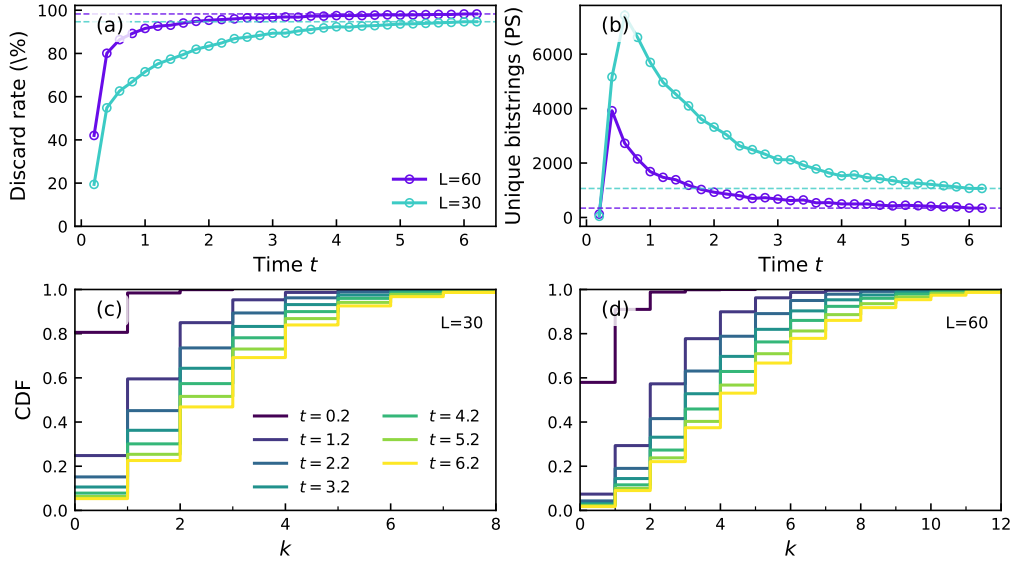 (a)
Discard rate (\%)
100
80
60
40
20
0
L=60
L=30
0 1 2 3 4 5 6
Time t
(b)
Unique bitstrings (PS)
6000
4000
2000
0
0 1 2 3 4 5 6
Time t
(c)
CDF
1.0
0.8
0.6
0.4
0.2
0.0
L=30
t = 0.2
t = 1.2
t = 2.2
t = 3.2
t = 4.2
t = 5.2
t = 6.2
0 2 4 6 8
k
(d)
1.0
0.8
0.6
0.4
0.2
0.0
L=60
0 2 4 6 8 10 12
k